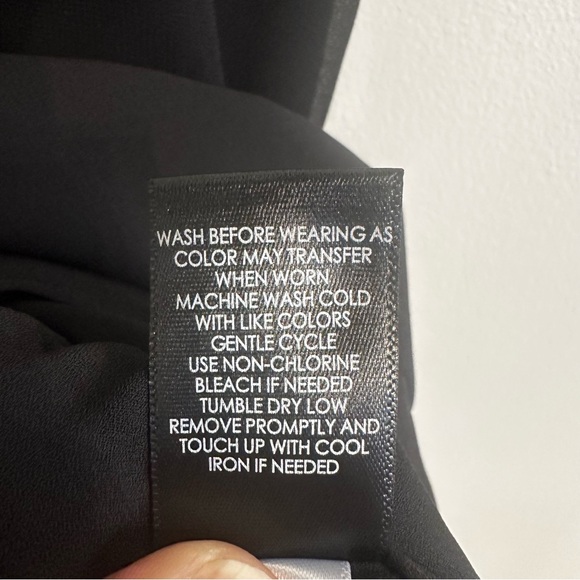 WASH BEFORE WEARING AS
COLOR MAY TRANSFER
WHEN WORN
MACHINE WASH COLD
WITH LIKE COLORS
GENTLE CYCLE
USE NON-CHLORINE
BLEACH IF NEEDED
TUMBLE DRY LOW
REMOVE PROMPTLY AND
TOUCH UP WITH COOL
IRON IF NEEDED